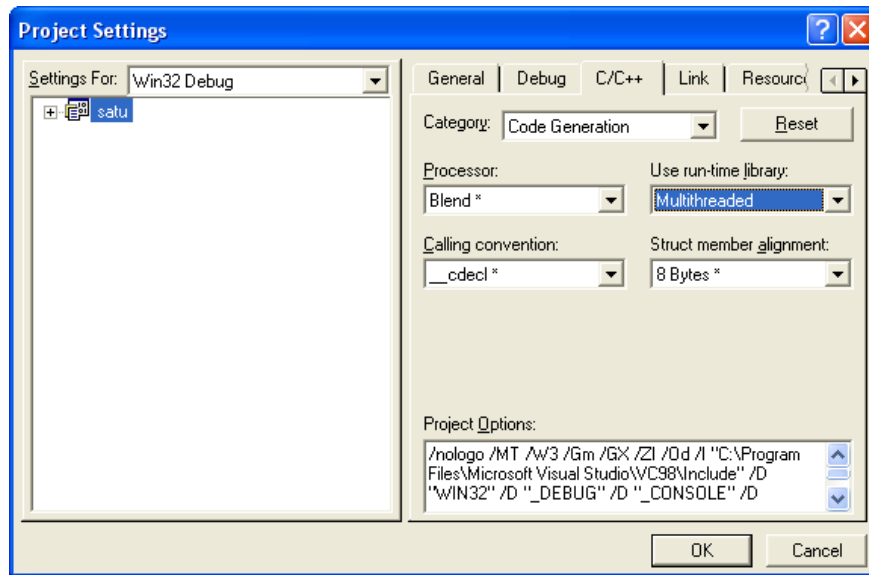 Project Settings
Settings For: Win32 Debug
satu
General Debug C/C++ Link Resourc
Category: Code Generation Reset
Processor: Use run-time library:
Blend * Multithreaded
Calling convention: Struct member alignment:
__cdecl * 8 Bytes *
Project Options:
/nologo /MT /W3 /Gm /GX /ZI /Od /I "C:\Program
Files\Microsoft Visual Studio\VC98\Include" /D
"WIN32" /D "_DEBUG" /D "_CONSOLE" /D
OK Cancel